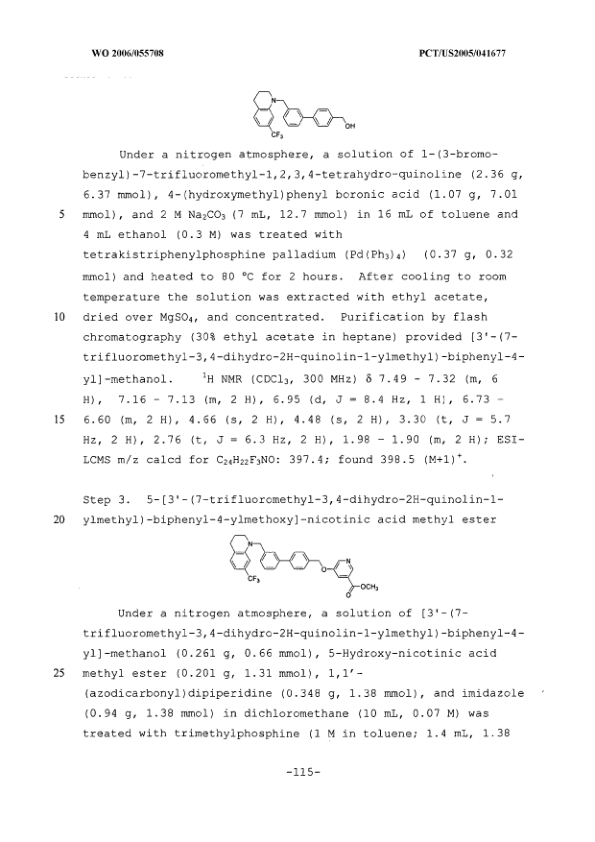 WO 2006/055708 PCT/US2005/041677
N
OH
CF₃
Under a nitrogen atmosphere, a solution of 1-(3-bromo-
benzyl)-7-trifluoromethyl-1,2,3,4-tetrahydro-quinoline (2.36 g,
6.37 mmol), 4-(hydroxymethyl)phenyl boronic acid (1.07 g, 7.01
5 mmol), and 2 M Na₂CO₃ (7 mL, 12.7 mmol) in 16 mL of toluene and
4 mL ethanol (0.3 M) was treated with
tetrakistriphenylphosphine palladium (Pd(Ph₃)₄) (0.37 g, 0.32
mmol) and heated to 80 °C for 2 hours. After cooling to room
temperature the solution was extracted with ethyl acetate,
10 dried over MgSO₄, and concentrated. Purification by flash
chromatography (30% ethyl acetate in heptane) provided [3'-(7-
trifluoromethyl-3,4-dihydro-2H-quinolin-1-ylmethyl)-biphenyl-4-
yl]-methanol. ¹H NMR (CDCl₃, 300 MHz) δ 7.49 - 7.32 (m, 6
H), 7.16 - 7.13 (m, 2 H), 6.95 (d, J = 8.4 Hz, 1 H), 6.73 -
15 6.60 (m, 2 H), 4.66 (s, 2 H), 4.48 (s, 2 H), 3.30 (t, J = 5.7
Hz, 2 H), 2.76 (t, J = 6.3 Hz, 2 H), 1.98 - 1.90 (m, 2 H); ESI-
LCMS m/z calcd for C₂₄H₂₂F₃NO: 397.4; found 398.5 (M+1)⁺.
Step 3. 5-[3'-(7-trifluoromethyl-3,4-dihydro-2H-quinolin-1-
20 ylmethyl)-biphenyl-4-ylmethoxy]-nicotinic acid methyl ester
N
N
O
CF₃
OCH₃
O
Under a nitrogen atmosphere, a solution of [3'-(7-
trifluoromethyl-3,4-dihydro-2H-quinolin-1-ylmethyl)-biphenyl-4-
yl]-methanol (0.261 g, 0.66 mmol), 5-Hydroxy-nicotinic acid
25 methyl ester (0.201 g, 1.31 mmol), 1,1'-
(azodicarbonyl)dipiperidine (0.348 g, 1.38 mmol), and imidazole
(0.94 g, 1.38 mmol) in dichloromethane (10 mL, 0.07 M) was
treated with trimethylphosphine (1 M in toluene; 1.4 mL, 1.38
-115-